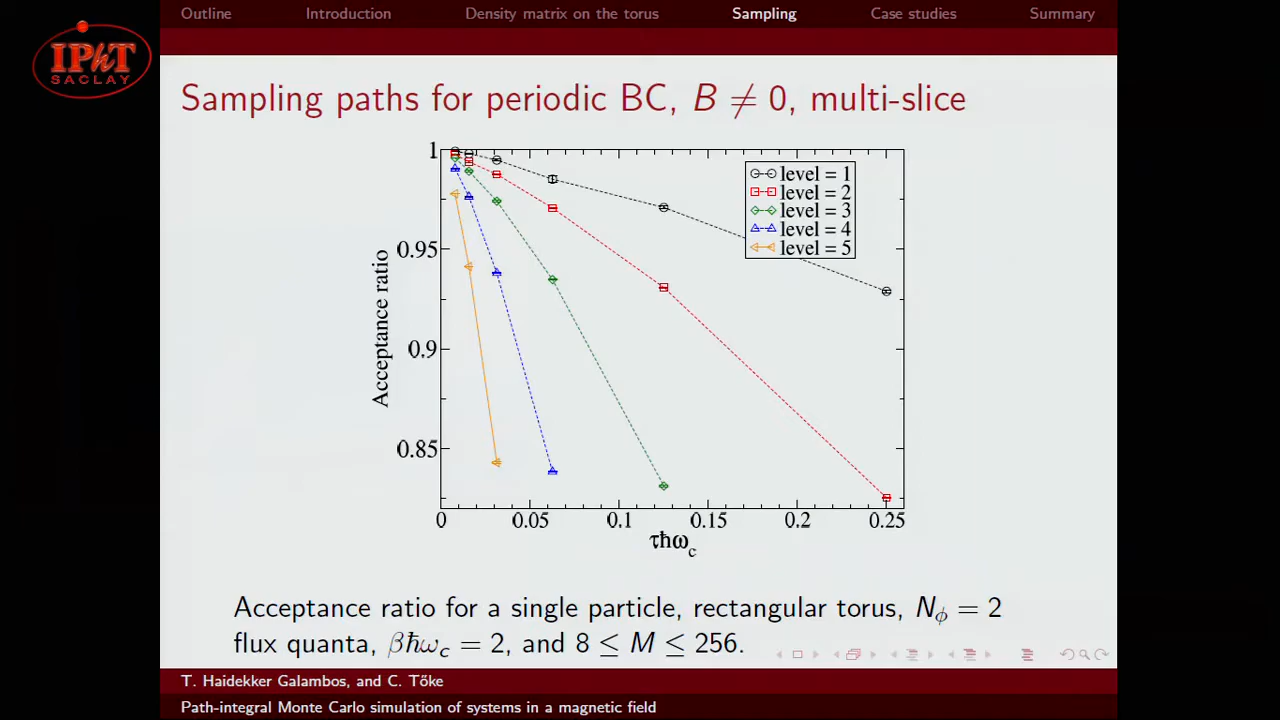 Outline Introduction Density matrix on the torus Sampling Case studies Summary
IPhT
SACLAY
Sampling paths for periodic BC, B ≠ 0, multi-slice
1
0.95
0.9
0.85
Acceptance ratio
level = 1
level = 2
level = 3
level = 4
level = 5
0 0.05 0.1 0.15 0.2 0.25
τħω_c
Acceptance ratio for a single particle, rectangular torus, N_ϕ = 2
flux quanta, βħω_c = 2, and 8 ≤ M ≤ 256.
T. Haidekker Galambos, and C. Tőke
Path-integral Monte Carlo simulation of systems in a magnetic field